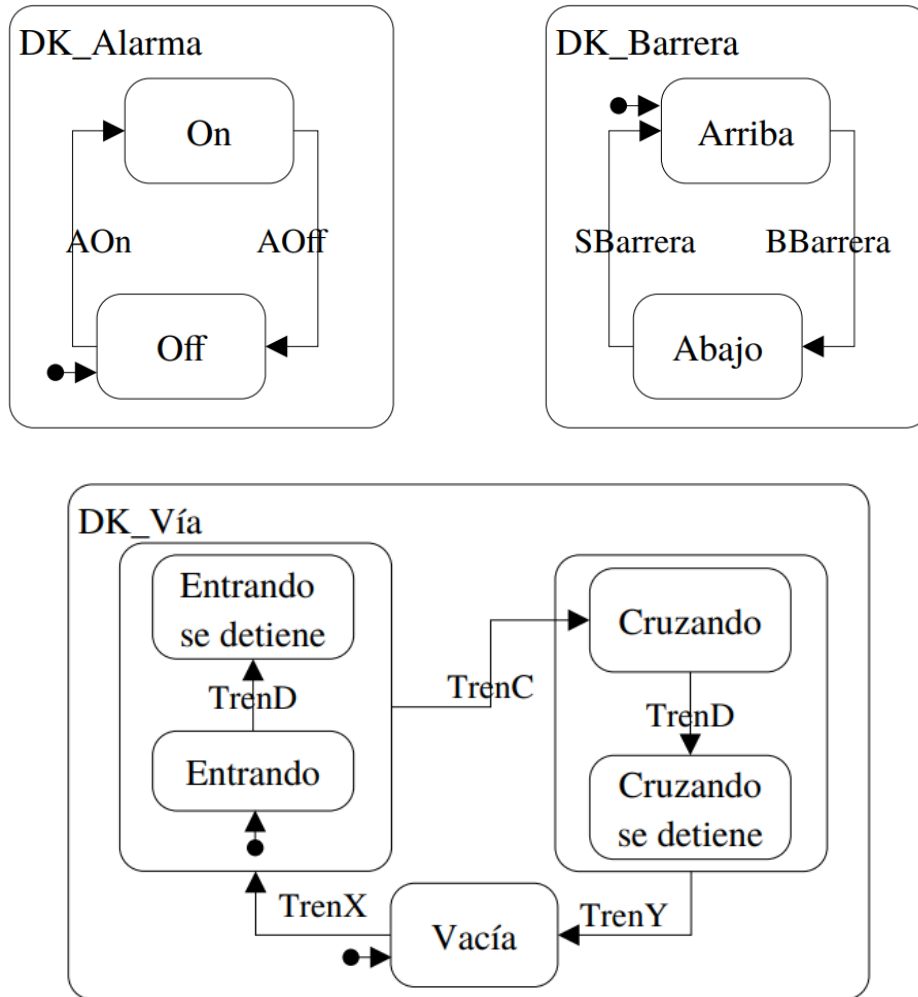 DK_Alarma
On
AOn
AOff
Off
DK_Barrera
Arriba
SBarrera
BBarrera
Abajo
DK_Vía
Entrando
se detiene
TrenD
Entrando
TrenC
Cruzando
TrenD
Cruzando
se detiene
TrenX
Vacía
TrenY